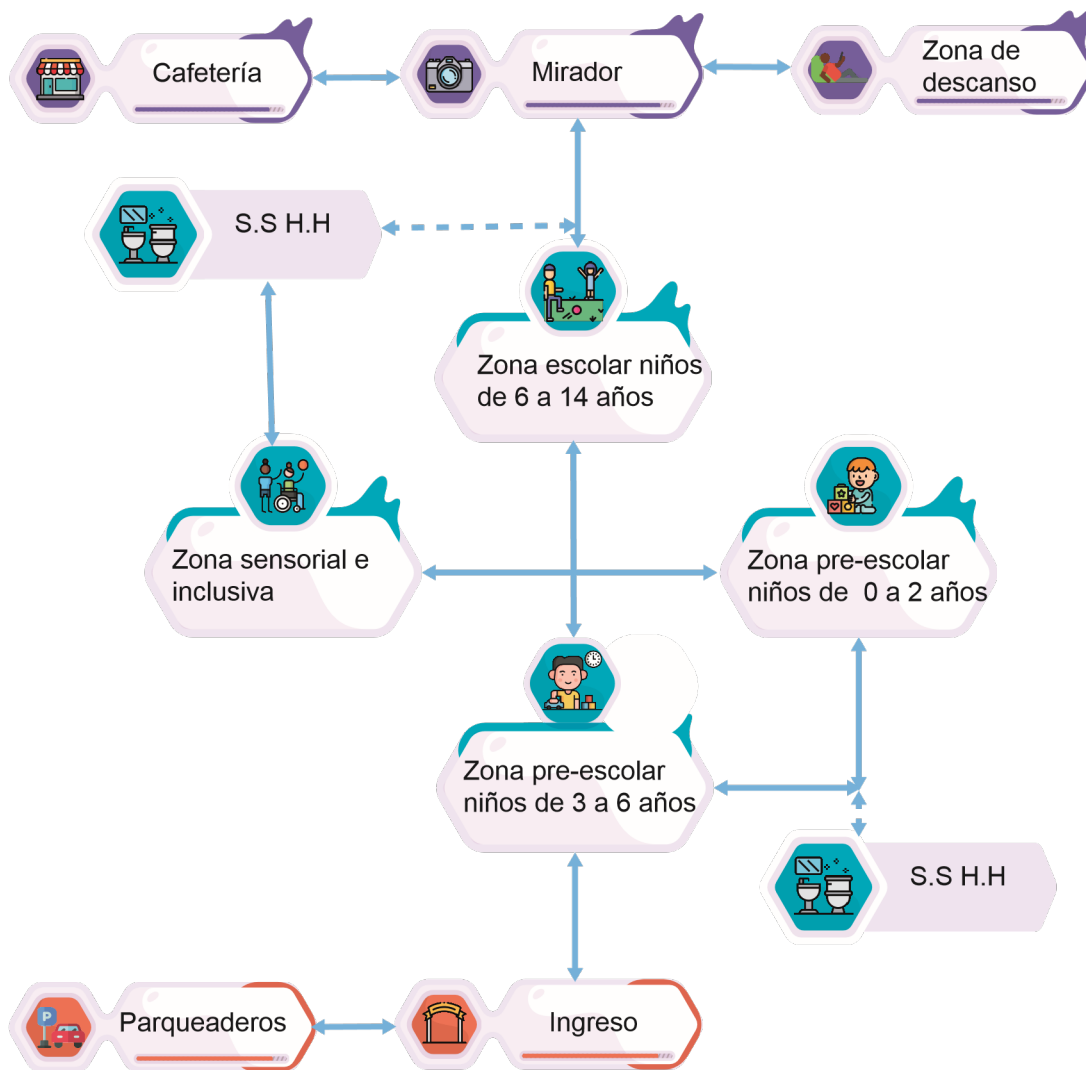 Cafetería
Mirador
Zona de
descanso
S.S H.H
Zona escolar niños
de 6 a 14 años
Zona sensorial e
inclusiva
Zona pre-escolar
niños de  0 a 2 años
Zona pre-escolar
niños de 3 a 6 años
S.S H.H
P
Parqueaderos
Ingreso